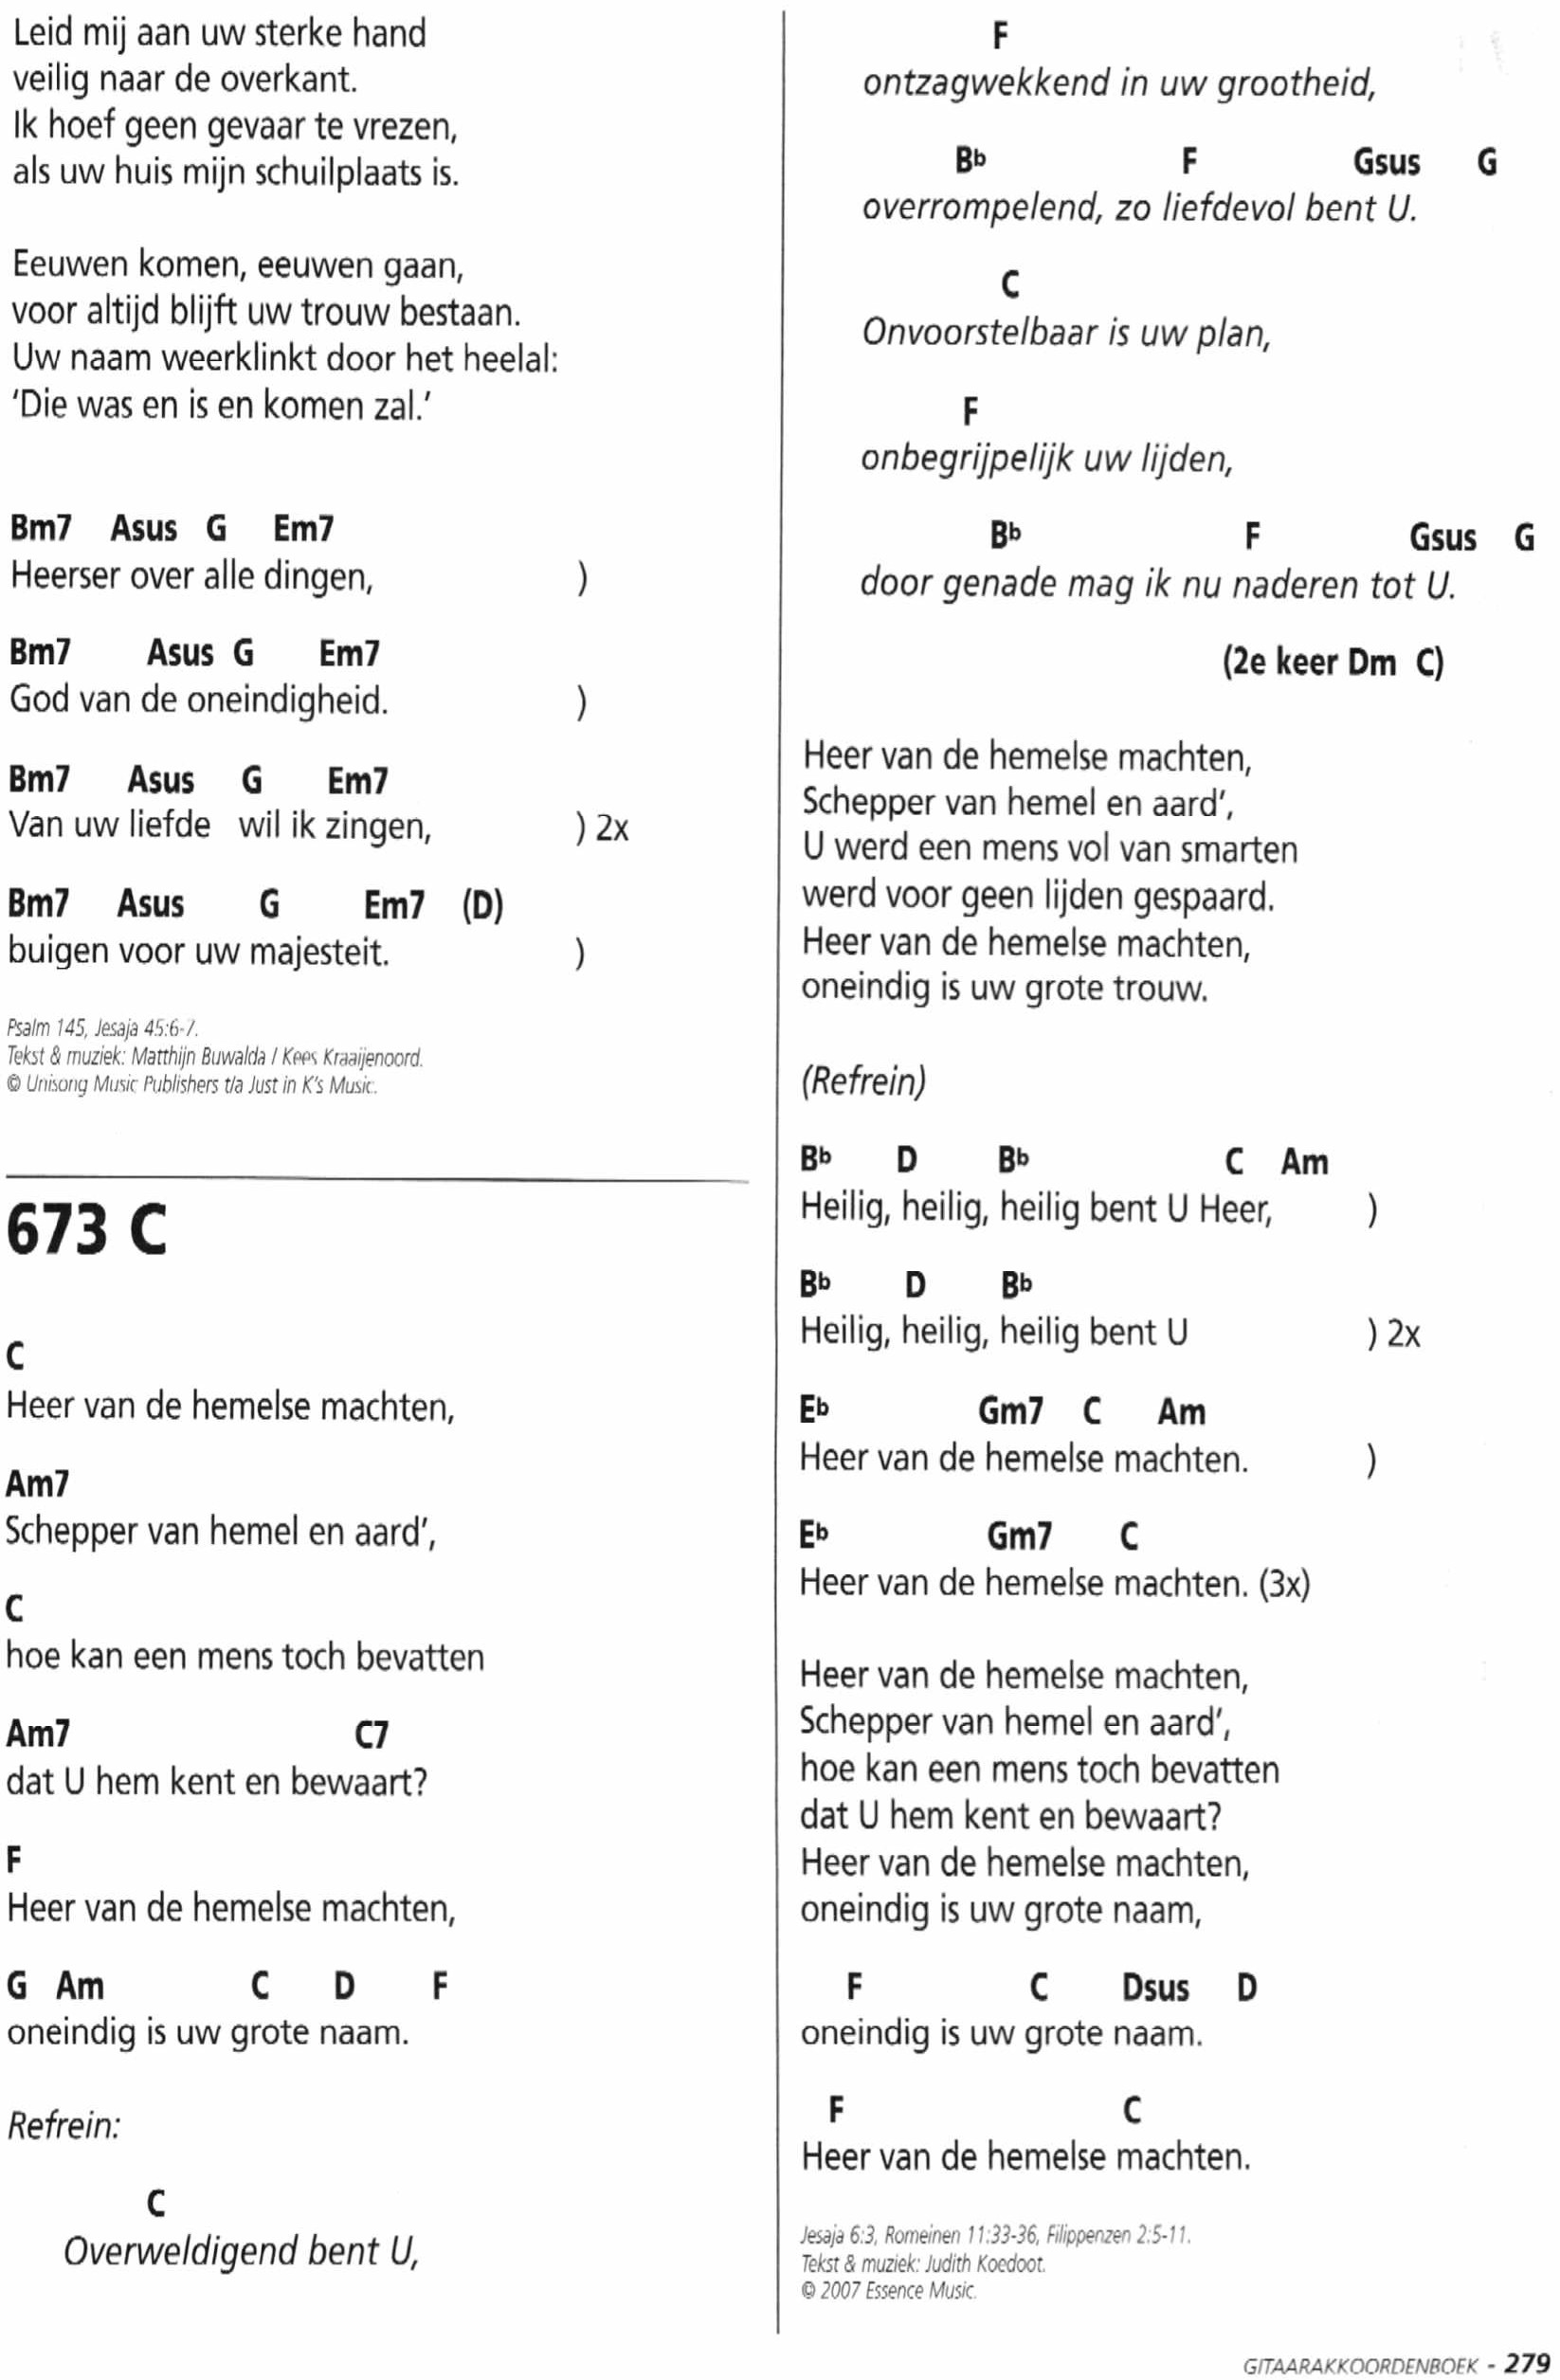 Leid mij aan uw sterke hand
veilig naar de overkant.
Ik hoef geen gevaar te vrezen,
als uw huis mijn schuilplaats is.

Eeuwen komen, eeuwen gaan,
voor altijd blijft uw trouw bestaan.
Uw naam weerklinkt door het heelal:
'Die was en is en komen zal.'

Bm7 Asus G Em7
Heerser over alle dingen, )
Bm7 Asus G Em7
God van de oneindigheid. )
Bm7 Asus G Em7
Van uw liefde wil ik zingen, ) 2x
Bm7 Asus G Em7 (D)
buigen voor uw majesteit. )

Psalm 145, Jesaja 45:6-7.
Tekst & muziek: Matthijn Buwalda / Kees Kraaijenoord.
© Unisong Music Publishers t/a Just in K's Music.

673 C

C
Heer van de hemelse machten,
Am7
Schepper van hemel en aard',
C
hoe kan een mens toch bevatten
Am7 C7
dat U hem kent en bewaart?
F
Heer van de hemelse machten,
G Am C D F
oneindig is uw grote naam.

Refrein:
C
Overweldigend bent U,
F
ontzagwekkend in uw grootheid,
Bb F Gsus G
overrompelend, zo liefdevol bent U.
C
Onvoorstelbaar is uw plan,
F
onbegrijpelijk uw lijden,
Bb F Gsus G
door genade mag ik nu naderen tot U.
(2e keer Dm C)

Heer van de hemelse machten,
Schepper van hemel en aard',
U werd een mens vol van smarten
werd voor geen lijden gespaard.
Heer van de hemelse machten,
oneindig is uw grote trouw.

(Refrein)

Bb D Bb C Am
Heilig, heilig, heilig bent U Heer, )
Bb D Bb
Heilig, heilig, heilig bent U ) 2x
Eb Gm7 C Am
Heer van de hemelse machten. )
Eb Gm7 C
Heer van de hemelse machten. (3x)

Heer van de hemelse machten,
Schepper van hemel en aard',
hoe kan een mens toch bevatten
dat U hem kent en bewaart?
Heer van de hemelse machten,
oneindig is uw grote naam,
F C Dsus D
oneindig is uw grote naam.
F C
Heer van de hemelse machten.

Jesaja 6:3, Romeinen 11:33-36, Filippenzen 2:5-11.
Tekst & muziek: Judith Koedoot.
© 2007 Essence Music.

GITAARAKKOORDENBOEK - 279